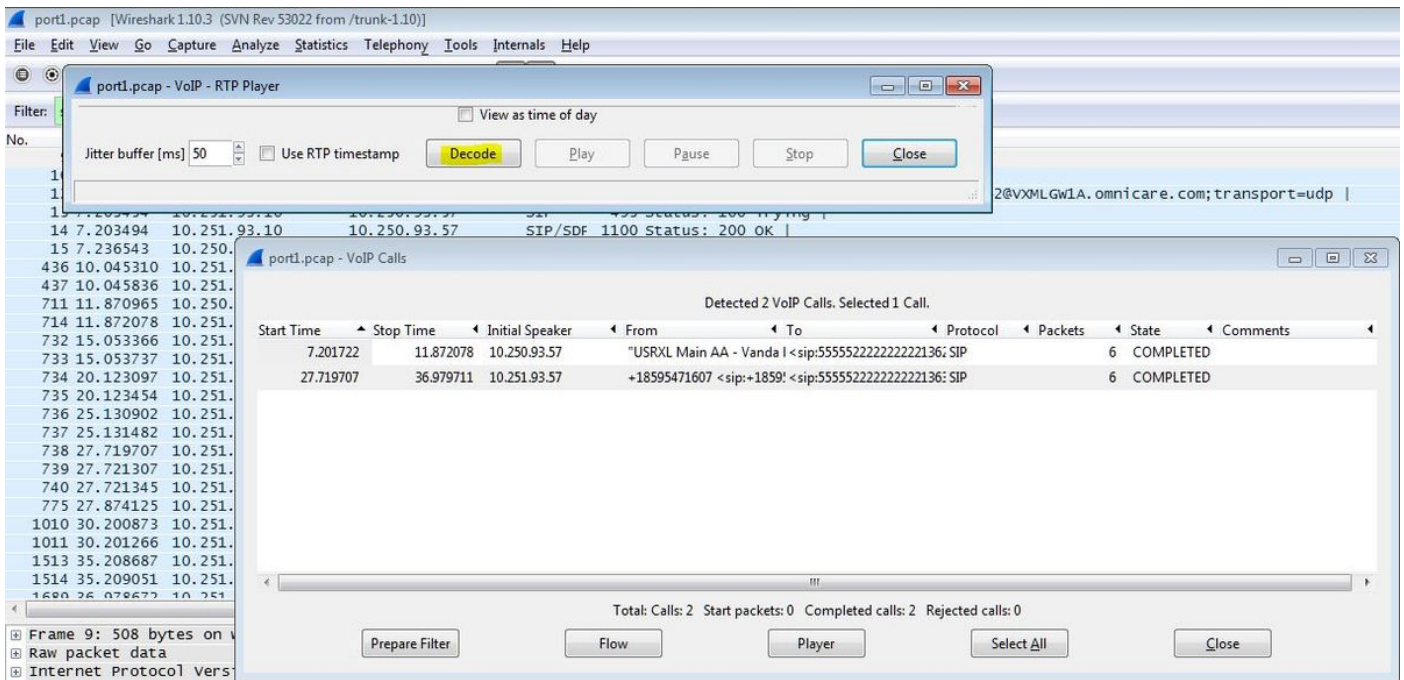 port1.pcap [Wireshark 1.10.3 (SVN Rev 53022 from /trunk-1.10)]
File Edit View Go Capture Analyze Statistics Telephony Tools Internals Help
port1.pcap - VoIP - RTP Player
Filter:
View as time of day
No.
Jitter buffer [ms] 50 Use RTP timestamp Decode Play Pause Stop Close
2@VXMLGW1A.omnicare.com;transport=udp |
14 7.203494 10.251.93.10 10.250.93.57 SIP/SDF 1100 Status: 200 OK |
15 7.236543 10.250.
436 10.045310 10.251.
437 10.045836 10.251.
711 11.870965 10.250.
714 11.872078 10.251.
732 15.053366 10.251.
733 15.053737 10.251.
734 20.123097 10.251.
735 20.123454 10.251.
736 25.130902 10.251.
737 25.131482 10.251.
738 27.719707 10.251.
739 27.721307 10.251.
740 27.721345 10.251.
775 27.874125 10.251.
1010 30.200873 10.251.
1011 30.201266 10.251.
1513 35.208687 10.251.
1514 35.209051 10.251.
1689 36.978672 10.251
port1.pcap - VoIP Calls
Detected 2 VoIP Calls. Selected 1 Call.
Start Time Stop Time Initial Speaker From To Protocol Packets State Comments
7.201722 11.872078 10.250.93.57 "USRXL Main AA - Vanda <sip:5555522222222221362 SIP 6 COMPLETED
27.719707 36.979711 10.251.93.57 +18595471607 <sip:+1859 <sip:5555522222222221363 SIP 6 COMPLETED
Total: Calls: 2 Start packets: 0 Completed calls: 2 Rejected calls: 0
Prepare Filter Flow Player Select All Close
Frame 9: 508 bytes on
Raw packet data
Internet Protocol Vers